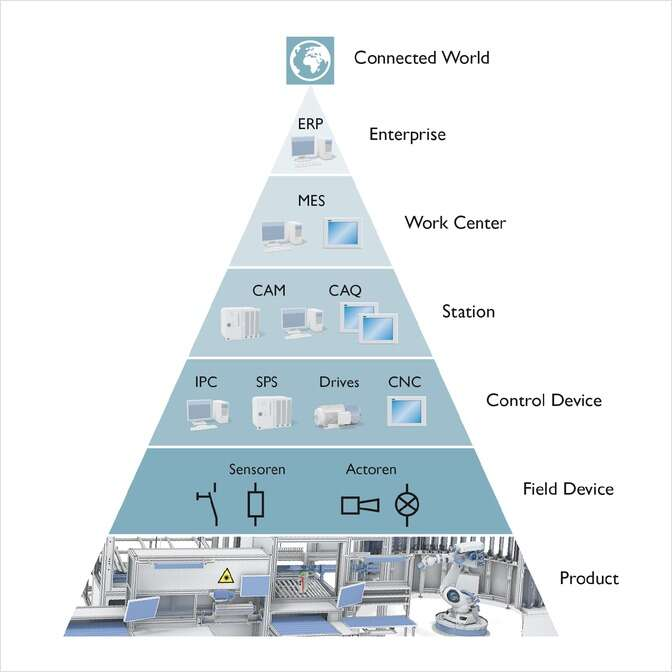 Connected World
ERP
Enterprise
MES
Work Center
CAM CAQ
Station
IPC SPS Drives CNC
Control Device
Sensoren Actoren
Field Device
Product